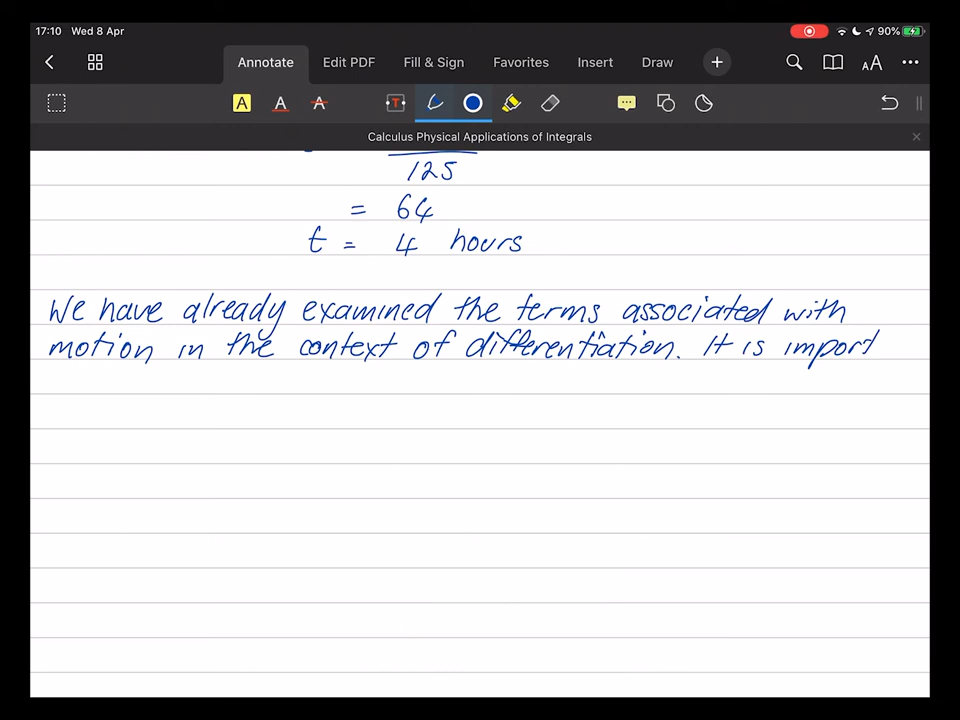 17:10 Wed 8 Apr 90%
Annotate Edit PDF Fill & Sign Favorites Insert Draw
Calculus Physical Applications of Integrals
125
= 64
t = 4 hours
We have already examined the terms associated with
motion in the context of differentiation. It is import